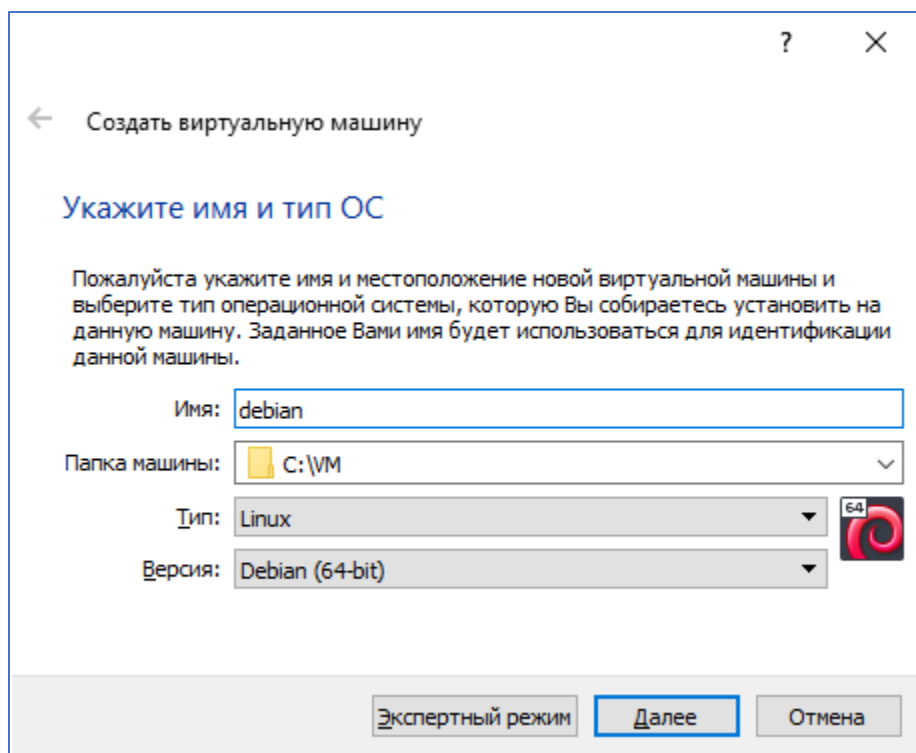 ?
Создать виртуальную машину
Укажите имя и тип ОС
Пожалуйста укажите имя и местоположение новой виртуальной машины и
выберите тип операционной системы, которую Вы собираетесь установить на
данную машину. Заданное Вами имя будет использоваться для идентификации
данной машины.
Имя: debian
Папка машины: C:\VM
Тип: Linux
64
Версия: Debian (64-bit)
Экспертный режим Далее Отмена